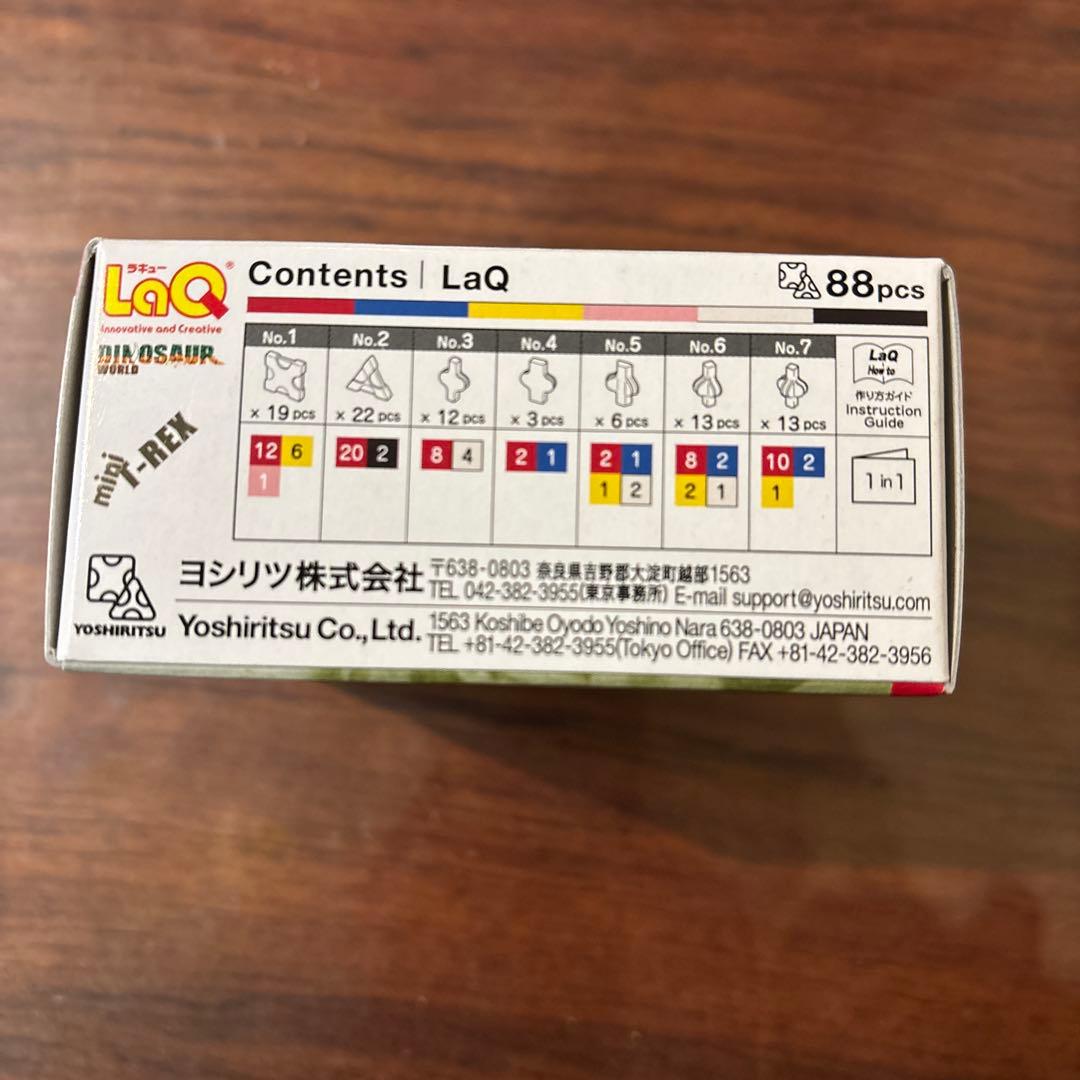 ラキュー
LaQ®
Innovative and Creative
DINOSAUR
WORLD
mini
T-REX
Contents | LaQ
88pcs
No.1 No.2 No.3 No.4 No.5 No.6 No.7
× 19 pcs × 22 pcs × 12 pcs × 3 pcs × 6 pcs × 13 pcs × 13 pcs
LaQ
How to
作り方ガイド
Instruction
Guide
12 6 20 2 8 4 2 1 2 1 8 2 10 2
1 1 2 2 1 1
1 in 1
YOSHIRITSU
ヨシリツ株式会社
〒638-0803 奈良県吉野郡大淀町越部1563
TEL 042-382-3955(東京事務所) E-mail support@yoshiritsu.com
Yoshiritsu Co.,Ltd.
1563 Koshibe Oyodo Yoshino Nara 638-0803 JAPAN
TEL +81-42-382-3955(Tokyo Office) FAX +81-42-382-3956